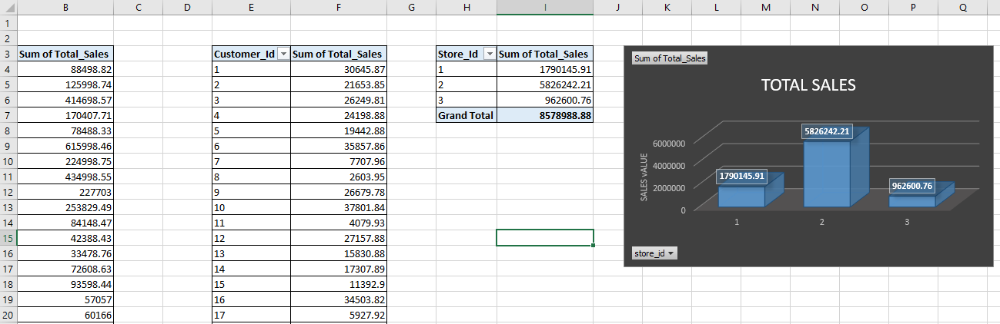 B C D E F G H I J K L M N O P Q
1
2
3 Sum of Total_Sales Customer_Id Sum of Total_Sales Store_Id Sum of Total_Sales
4 88498.82 1 30645.87 1 1790145.91
5 125998.74 2 21653.85 2 5826242.21
6 414698.57 3 26249.81 3 962600.76
7 170407.71 4 24198.88 Grand Total 8578988.88
8 78488.33 5 19442.88
9 615998.46 6 35857.86
10 224998.75 7 7707.96
11 434998.55 8 2603.95
12 227703 9 26679.78
13 253829.49 10 37801.84
14 84148.47 11 4079.93
15 42388.43 12 27157.88
16 33478.76 13 15830.88
17 72608.63 14 17307.89
18 93598.44 15 11392.9
19 57057 16 34503.82
20 60166 17 5927.92
Sum of Total_Sales
TOTAL SALES
SALES vALUE
6000000
4000000
2000000
0
1790145.91
5826242.21
962600.76
1 2 3
store_id